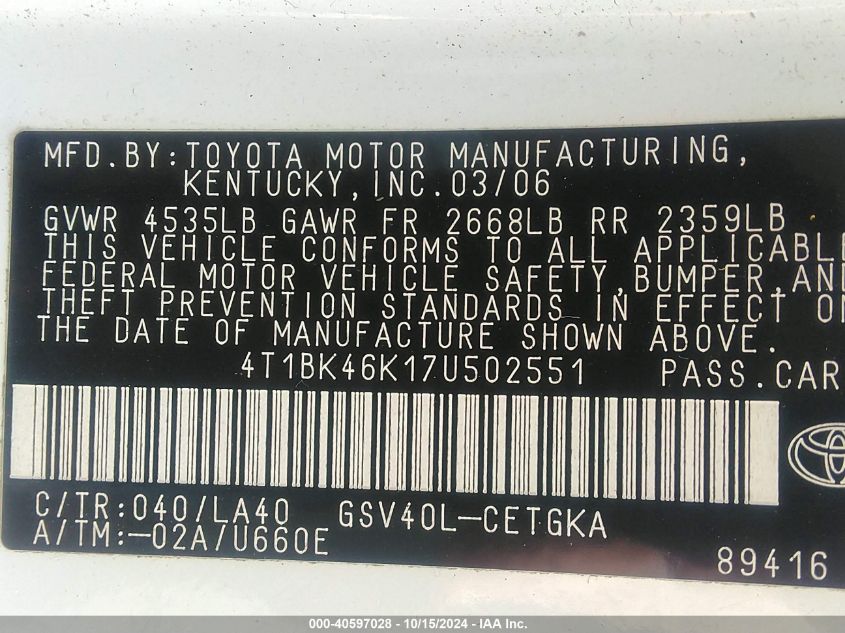 MFD.BY:TOYOTA MOTOR MANUFACTURING,
KENTUCKY,INC.03/06
GVWR 4535LB GAWR FR 2668LB RR 2359LB
THIS VEHICLE CONFORMS TO ALL APPLICABLE
FEDERAL MOTOR VEHICLE SAFETY,BUMPER,AND
THEFT PREVENTION STANDARDS IN EFFECT ON
THE DATE OF MANUFACTURE SHOWN ABOVE.
4T1BK46K17U502551 PASS.CAR
C/TR:040/LA40 GSV40L-CETGKA
A/TM:-02A/U660E
89416
000-40597028 - 10/15/2024 - IAA Inc.